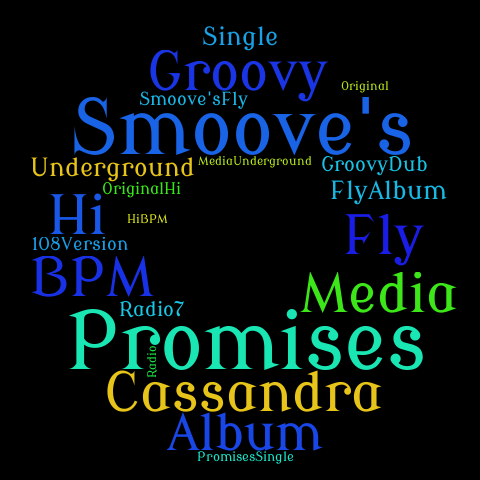 Single
Groovy
Original
Smoove'sFly
Smoove's
Underground
MediaUnderground
GroovyDub
OriginalHi
FlyAlbum
Hi
HiBPM
Fly
108Version
BPM
Media
Radio7
Promises
Radio
Cassandra
Album
PromisesSingle